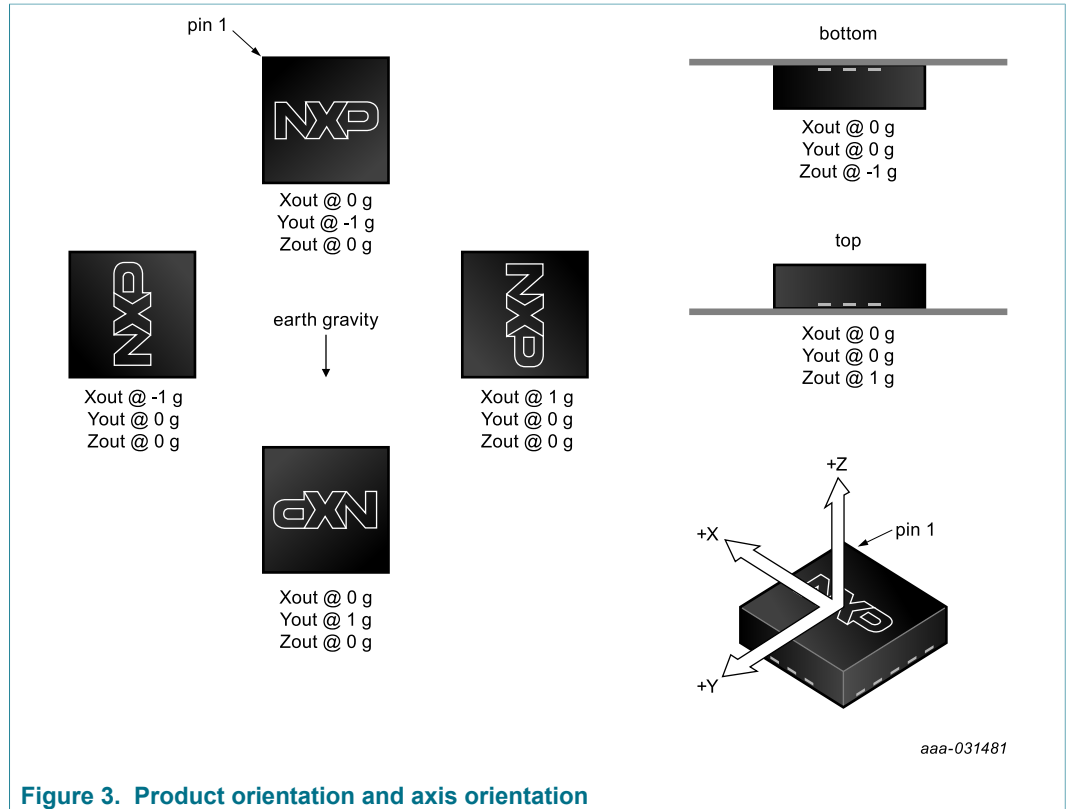 pin 1
NXP
Xout @ 0 g
Yout @ -1 g
Zout @ 0 g
NXP
Xout @ -1 g
Yout @ 0 g
Zout @ 0 g
earth gravity
NXP
Xout @ 1 g
Yout @ 0 g
Zout @ 0 g
NXP
Xout @ 0 g
Yout @ 1 g
Zout @ 0 g
bottom
Xout @ 0 g
Yout @ 0 g
Zout @ -1 g
top
Xout @ 0 g
Yout @ 0 g
Zout @ 1 g
+Z
+X
pin 1
NXP
+Y
aaa-031481
Figure 3. Product orientation and axis orientation